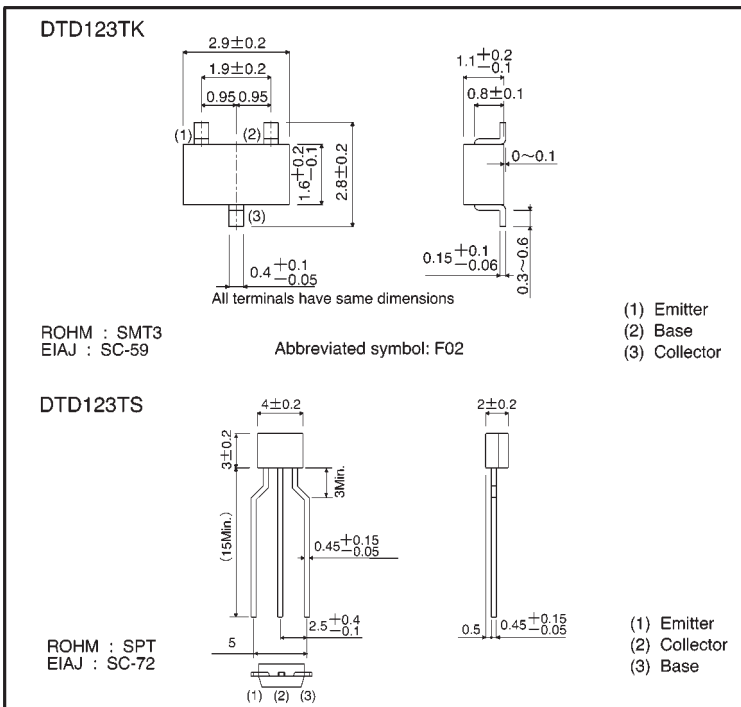 DTD123TK
2.9±0.2
1.9±0.2
0.95 0.95
(1) (2)
1.6+0.2 −0.1
2.8±0.2
(3)
0.4+0.1 −0.05
All terminals have same dimensions
1.1+0.2 −0.1
0.8±0.1
0~0.1
0.15+0.1 −0.06
0.3~0.6
ROHM : SMT3
EIAJ : SC-59
Abbreviated symbol: F02
(1) Emitter
(2) Base
(3) Collector
DTD123TS
4±0.2
3±0.2
3Min.
(15Min.)
0.45+0.15 −0.05
2.5+0.4 −0.1
5
(1) (2) (3)
2±0.2
0.5
0.45+0.15 −0.05
ROHM : SPT
EIAJ : SC-72
(1) Emitter
(2) Collector
(3) Base